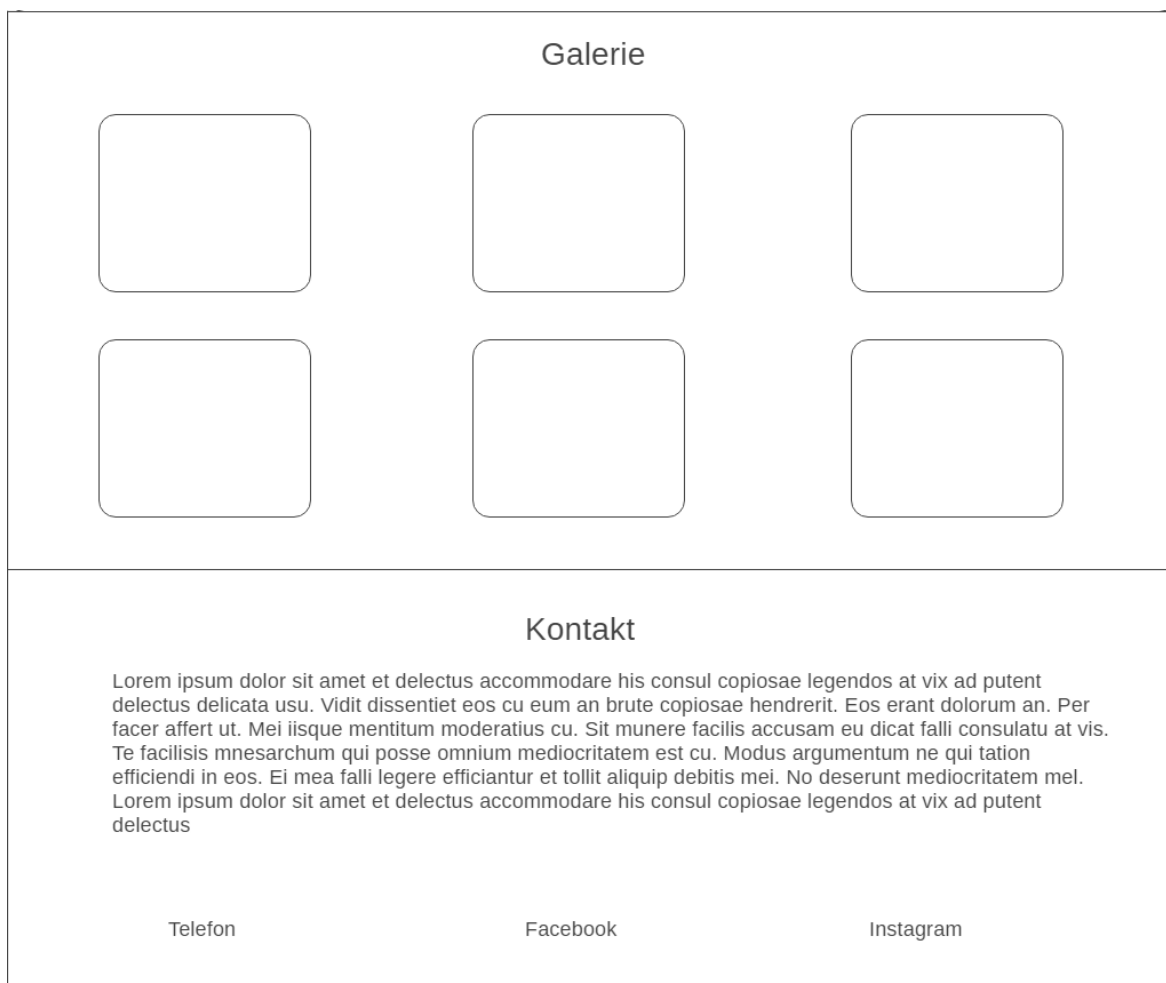 Galerie
Kontakt
Lorem ipsum dolor sit amet et delectus accommodare his consul copiosae legendos at vix ad putent
delectus delicata usu. Vidit dissentiet eos cu eum an brute copiosae hendrerit. Eos erant dolorum an. Per
facer affert ut. Mei iisque mentitum moderatius cu. Sit munere facilis accusam eu dicat falli consulatu at vis.
Te facilisis mnesarchum qui posse omnium mediocritatem est cu. Modus argumentum ne qui tation
efficiendi in eos. Ei mea falli legere efficiantur et tollit aliquip debitis mei. No deserunt mediocritatem mel.
Lorem ipsum dolor sit amet et delectus accommodare his consul copiosae legendos at vix ad putent
delectus
Telefon Facebook Instagram